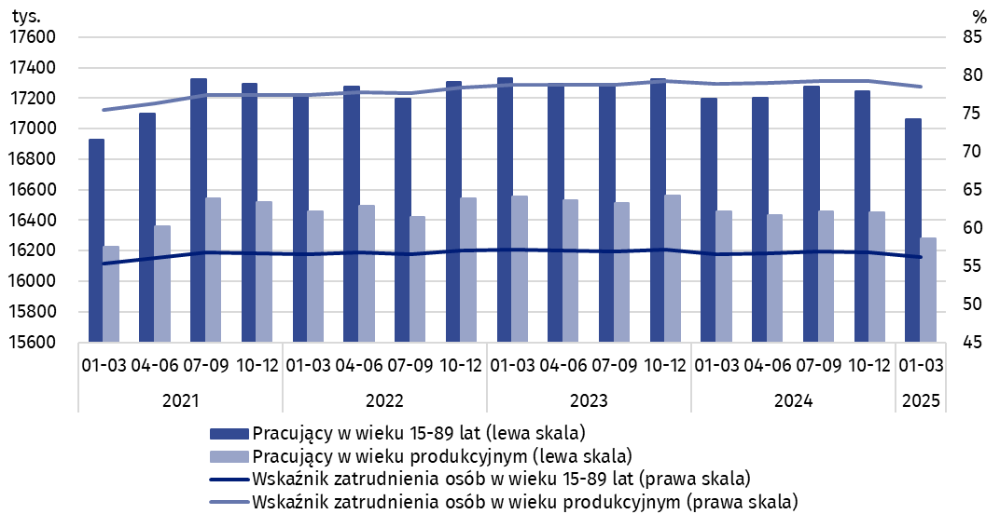 tys. %
17600 85
17400 80
17200 75
17000 70
16800 65
16600 60
16400 55
16200 50
16000 45
15800
15600
01-03 04-06 07-09 10-12 01-03 04-06 07-09 10-12 01-03 04-06 07-09 10-12 01-03 04-06 07-09 10-12 01-03
2021 2022 2023 2024 2025
Pracujący w wieku 15-89 lat (lewa skala)
Pracujący w wieku produkcyjnym (lewa skala)
Wskaźnik zatrudnienia osób w wieku 15-89 lat (prawa skala)
Wskaźnik zatrudnienia osób w wieku produkcyjnym (prawa skala)